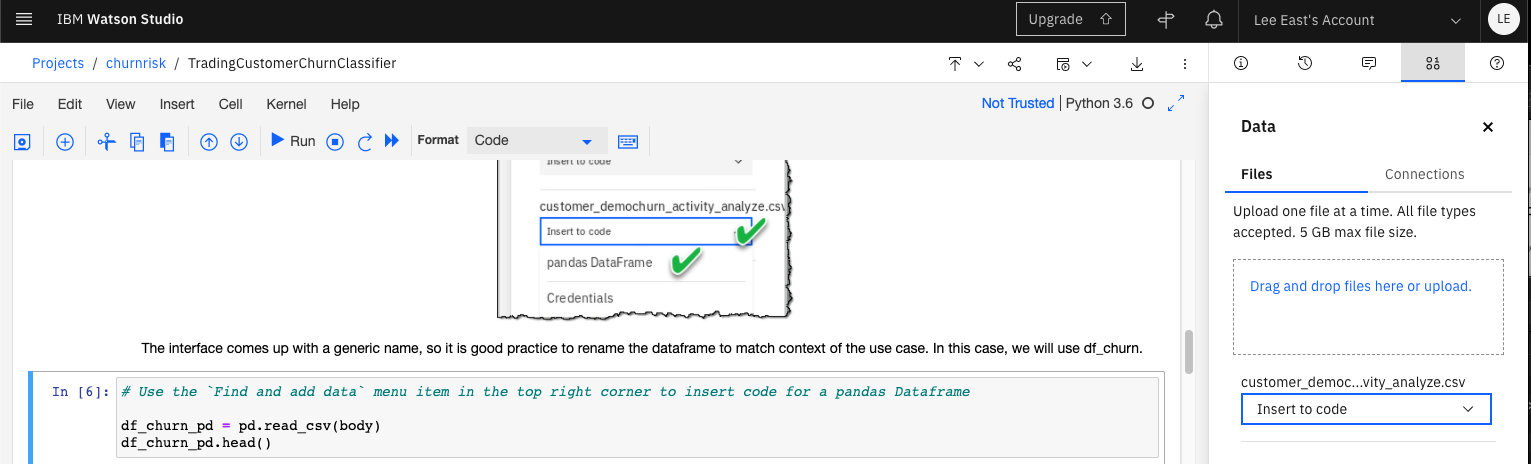 IBM Watson Studio
Upgrade
Lee East's Account
LE
Projects / churnrisk / TradingCustomerChurnClassifier
File Edit View Insert Cell Kernel Help
Not Trusted | Python 3.6
Run
Format
Code
Insert to code
customer_demochurn_activity_analyze.csv
Insert to code
pandas DataFrame
Credentials
The interface comes up with a generic name, so it is good practice to rename the dataframe to match context of the use case. In this case, we will use df_churn.
In [6]: # Use the `Find and add data` menu item in the top right corner to insert code for a pandas Dataframe
df_churn_pd = pd.read_csv(body)
df_churn_pd.head()
Data
Files
Connections
Upload one file at a time. All file types
accepted. 5 GB max file size.
Drag and drop files here or upload.
customer_democ...vity_analyze.csv
Insert to code